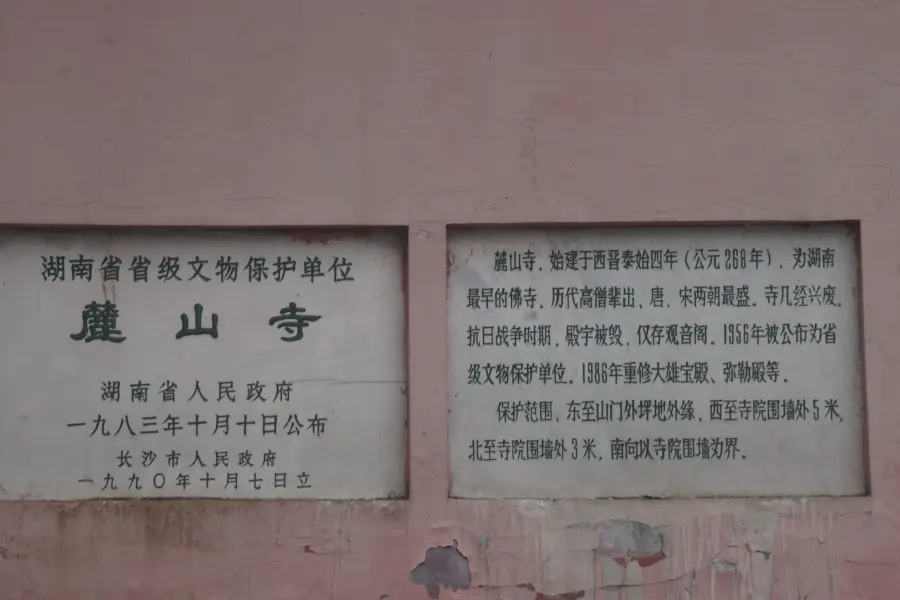 湖南省省级文物保护单位
麓山寺
湖南省人民政府
一九八三年十月十日公布
长沙市人民政府
一九九〇年十月七日立
麓山寺，始建于西晋泰始四年（公元268年），为湖南
最早的佛寺。历代高僧辈出，唐、宋两朝最盛。寺几经兴废。
抗日战争时期，殿宇被毁，仅存观音阁。1956年被公布为省
级文物保护单位。1986年重修大雄宝殿、弥勒殿等。
保护范围，东至山门外坪地外缘，西至寺院围墙外5米，
北至寺院围墙外3米，南向以寺院围墙为界。